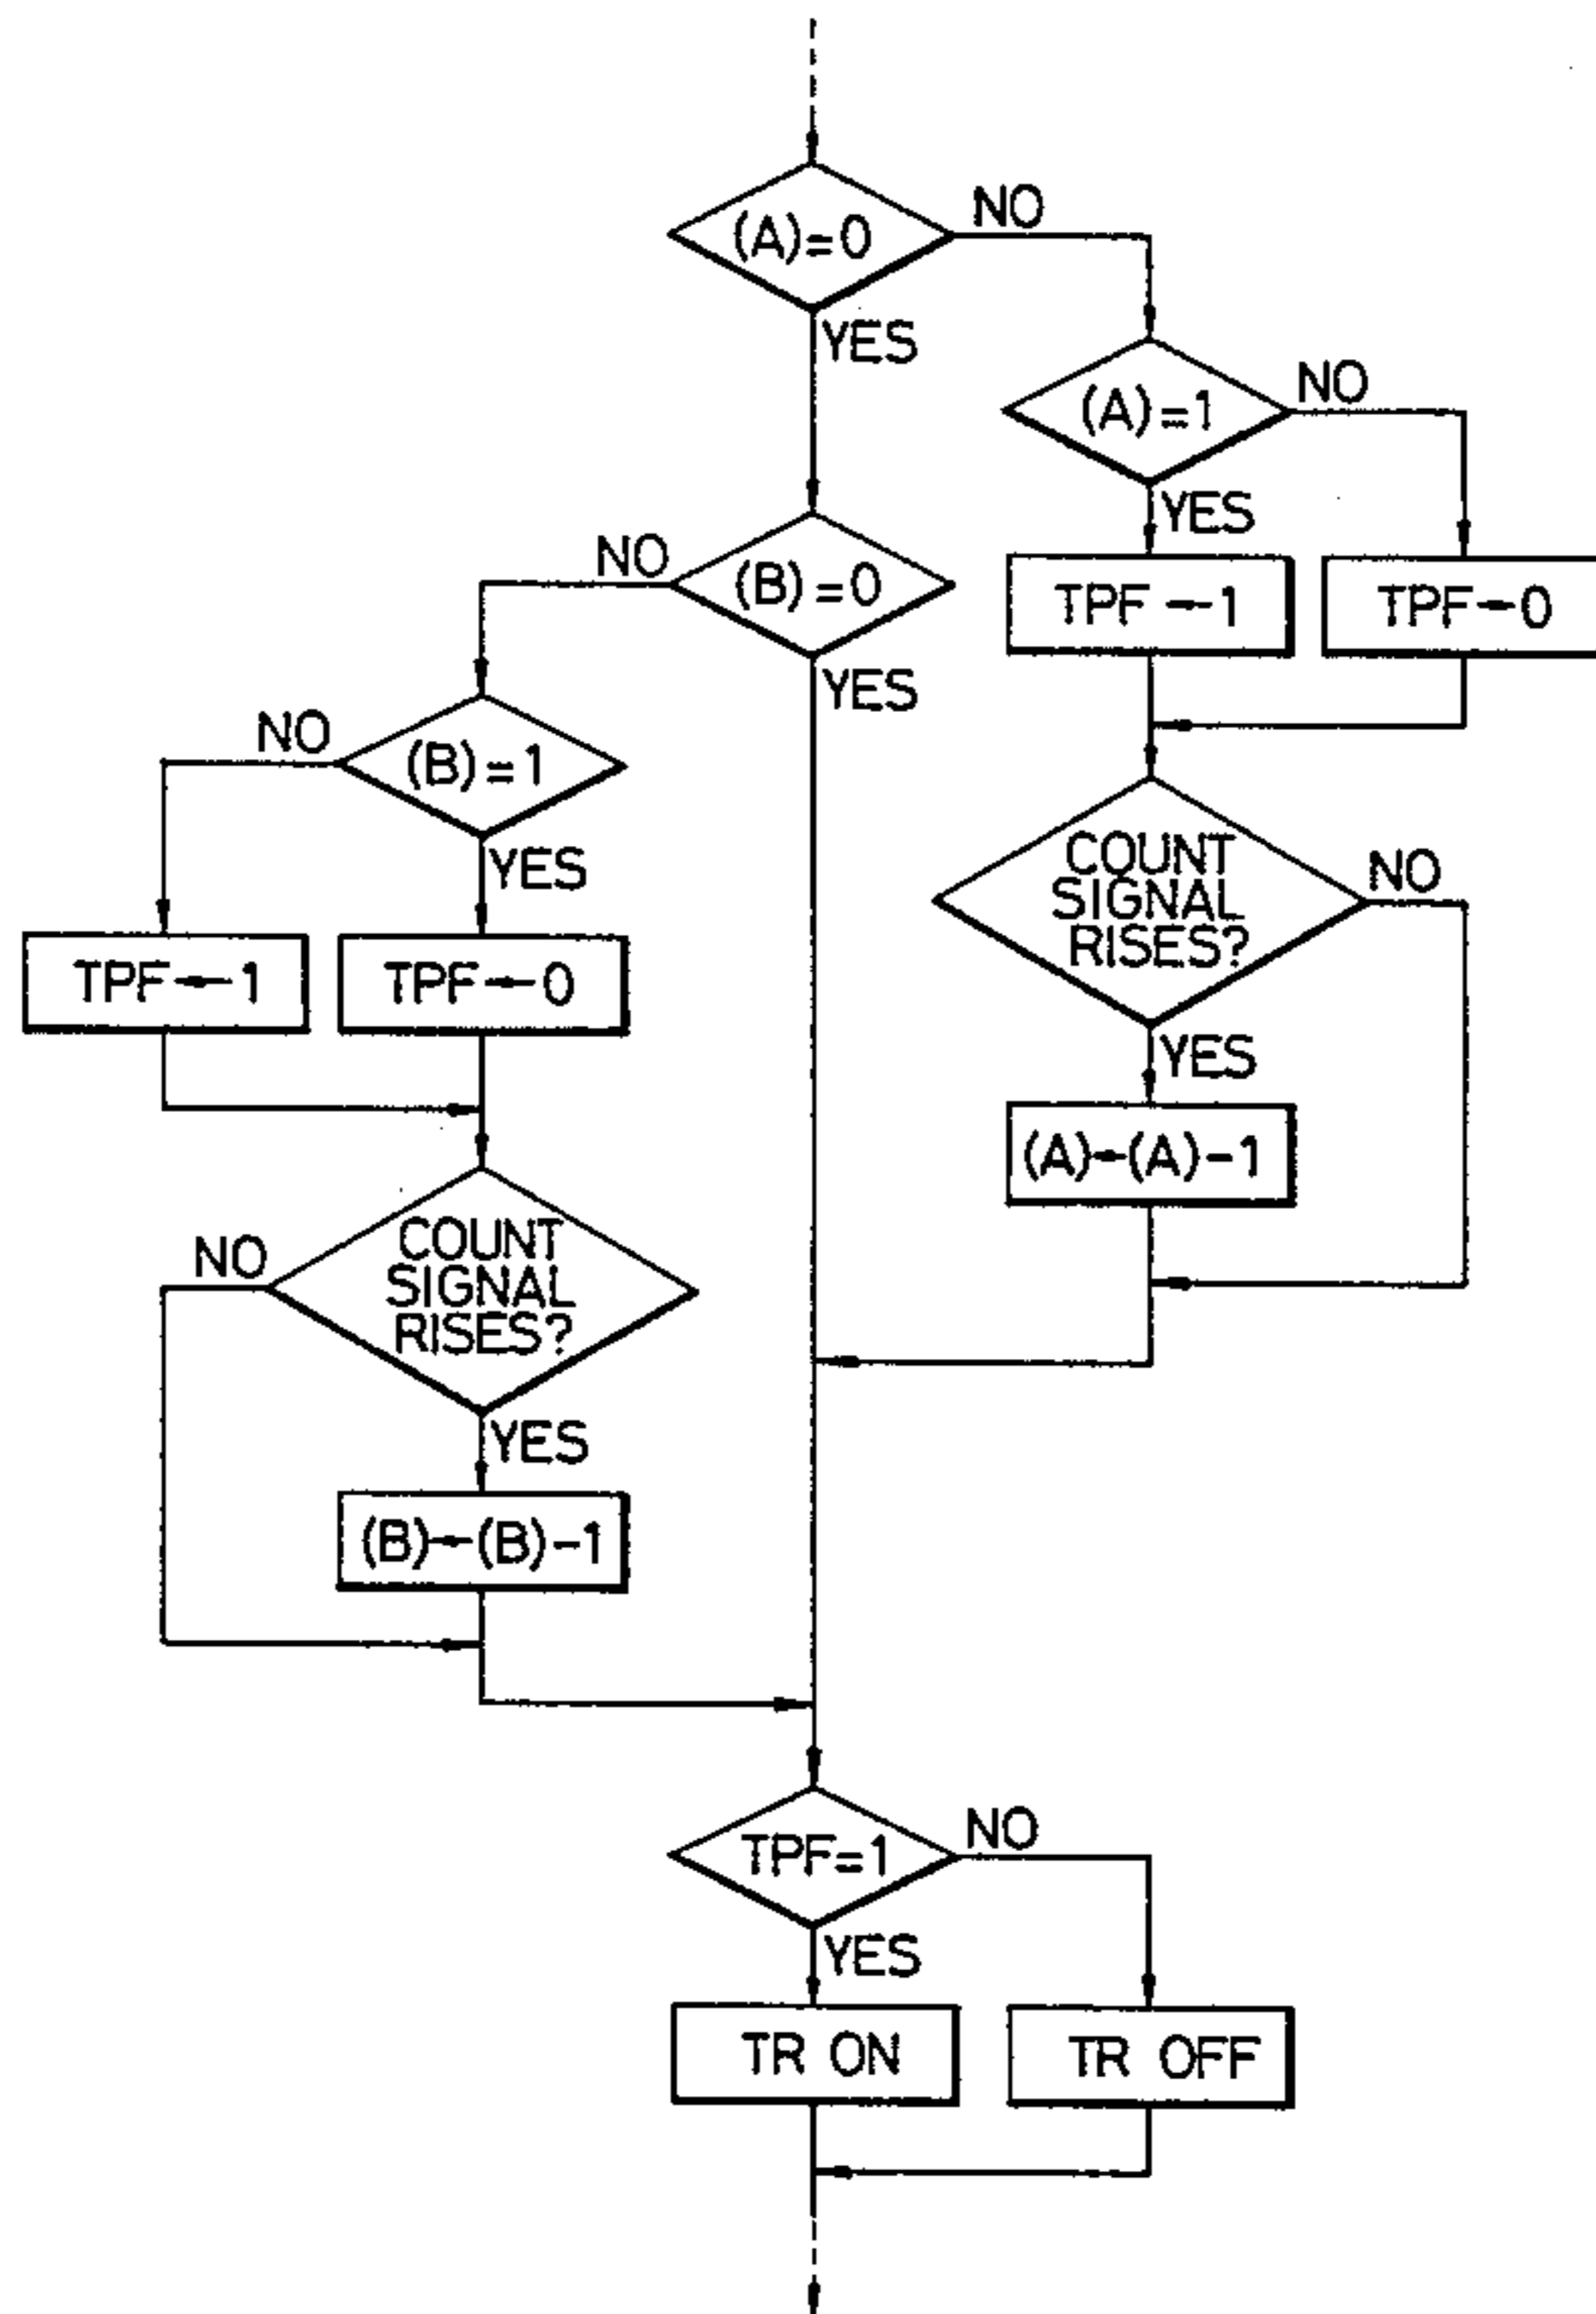 (A)=0
NO
YES
(A)=1
NO
YES
(B)=0
NO
YES
TPF←1
TPF←0
(B)=1
NO
YES
COUNT
SIGNAL
RISES?
NO
YES
TPF←1
TPF←0
(A)←(A)-1
COUNT
SIGNAL
RISES?
NO
YES
(B)←(B)-1
TPF=1
NO
YES
TR ON
TR OFF